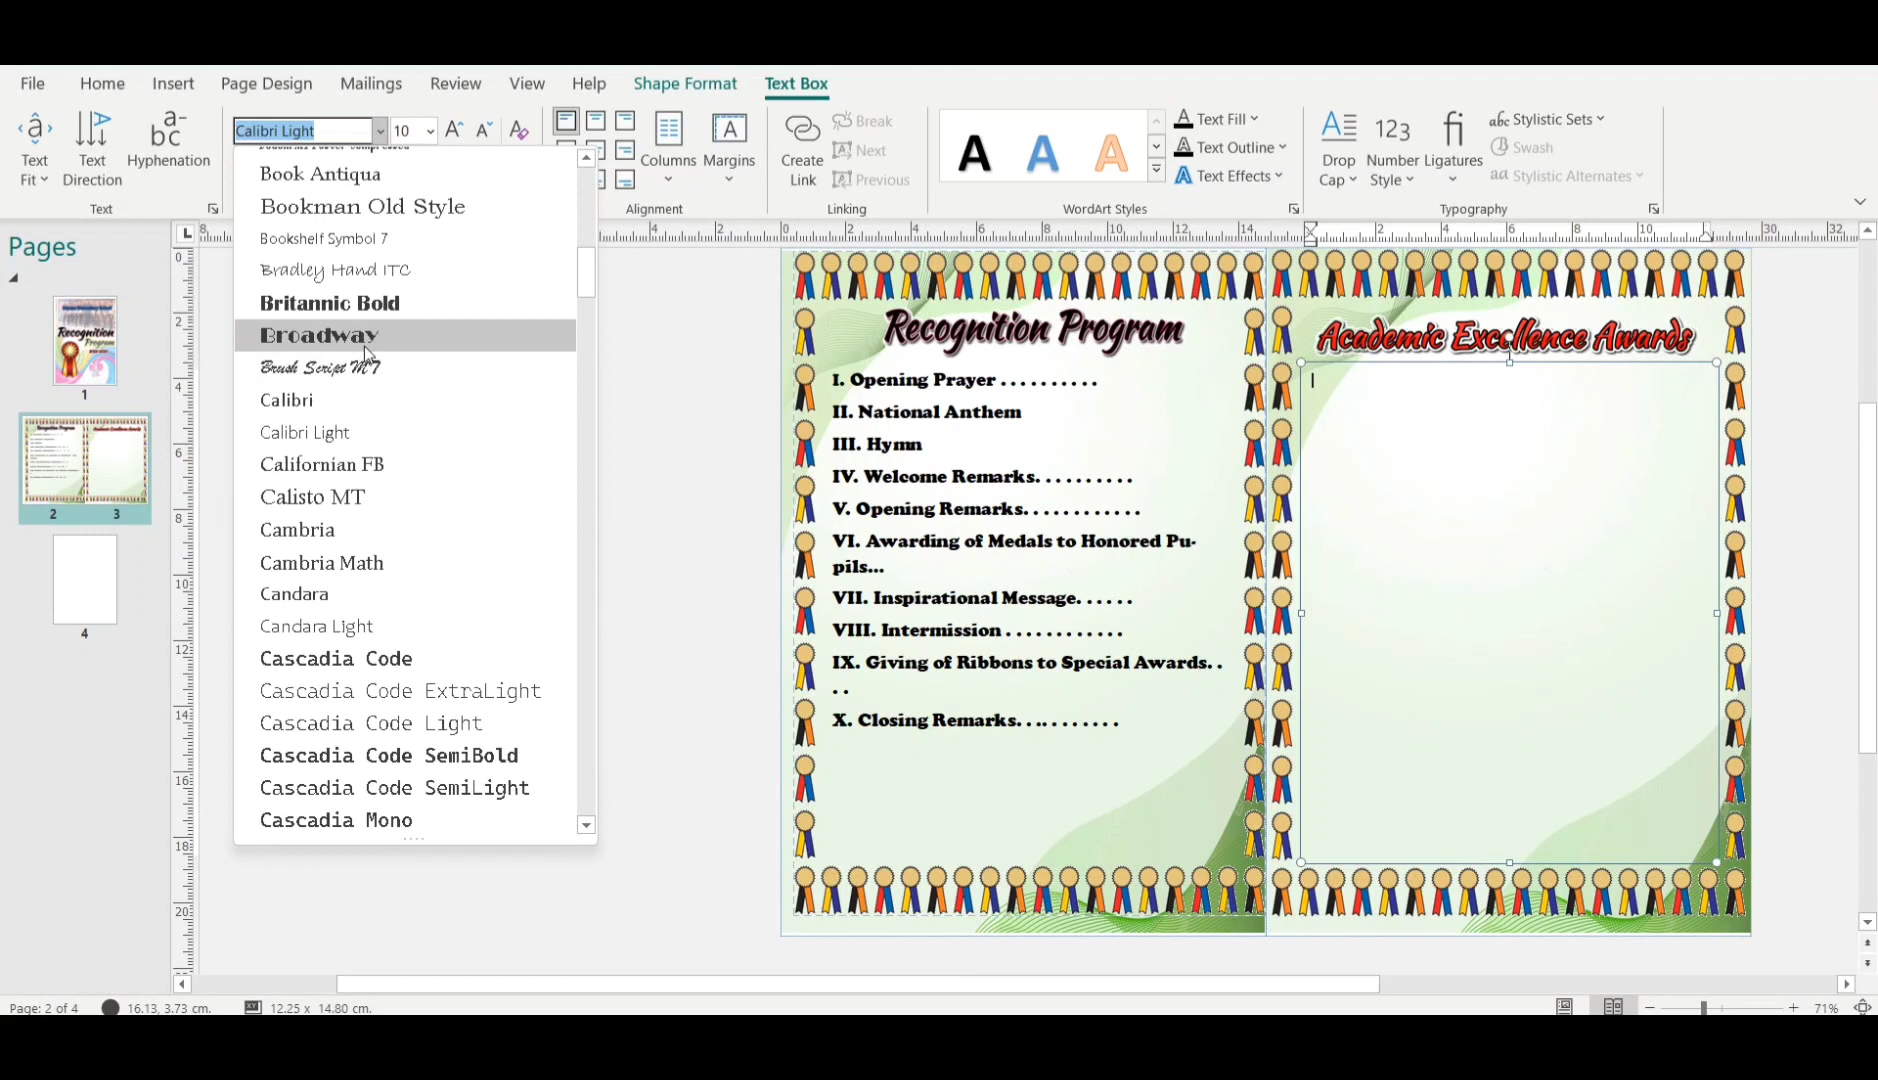 File Home Insert Page Design Mailings Review View Help Shape Format Text Box
Text Fit
Text Direction
Hyphenation
Calibri Light 10
Columns
Margins
Create Link
Break
Next
Previous
Text Fill
Text Outline
Text Effects
Drop Cap
Number Style
Ligatures
Stylistic Sets
Swash
Stylistic Alternates
Text
Alignment
Linking
WordArt Styles
Typography
Book Antiqua
Bookman Old Style
Bookshelf Symbol 7
Bradley Hand ITC
Britannic Bold
Broadway
Brush Script MT
Calibri
Calibri Light
Californian FB
Calisto MT
Cambria
Cambria Math
Candara
Candara Light
Cascadia Code
Cascadia Code ExtraLight
Cascadia Code Light
Cascadia Code SemiBold
Cascadia Code SemiLight
Cascadia Mono
Pages
Recognition
Program
1
2 3
4
Recognition Program
I. Opening Prayer . . . . . . . . . .
II. National Anthem
III. Hymn
IV. Welcome Remarks. . . . . . . . . .
V. Opening Remarks. . . . . . . . . . . .
VI. Awarding of Medals to Honored Pu-
pils...
VII. Inspirational Message. . . . . .
VIII. Intermission . . . . . . . . . . . .
IX. Giving of Ribbons to Special Awards. .
. .
X. Closing Remarks. . . . . . . . . . .
Academic Excellence Awards
Page: 2 of 4 16.13, 3.73 cm. 12.25 x 14.80 cm. 71%